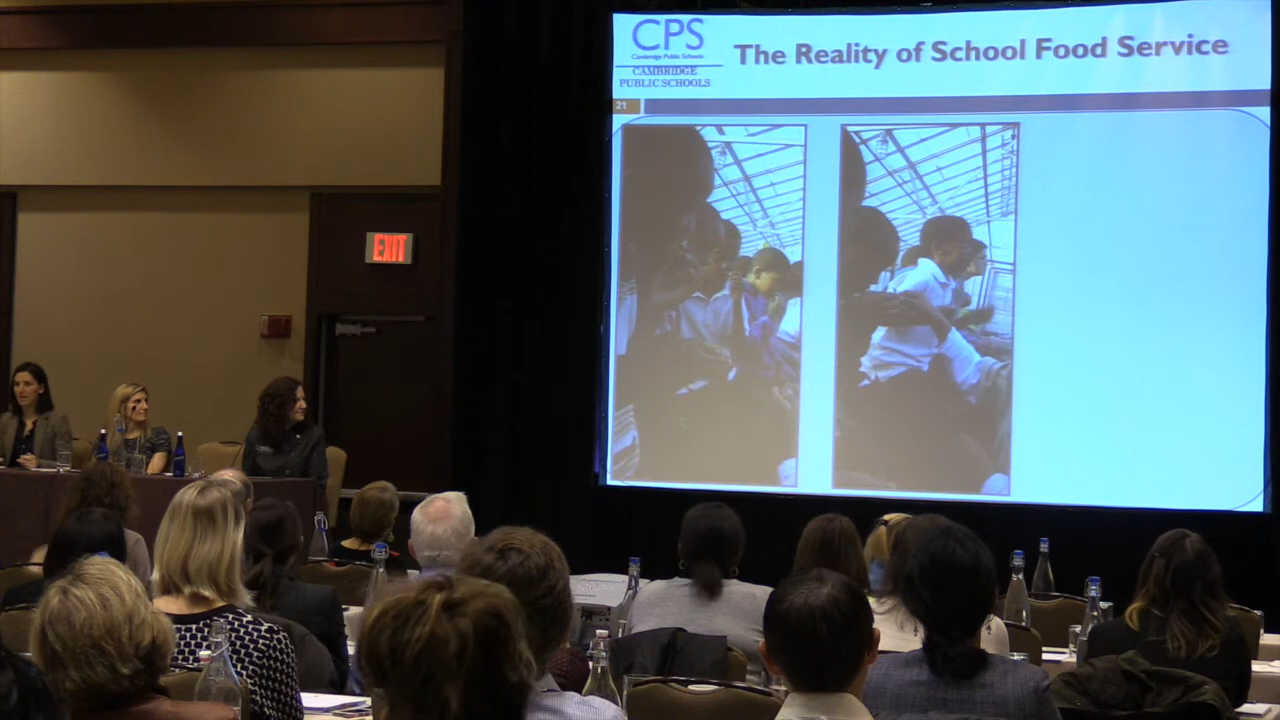 CPS
Cambridge Public Schools
CAMBRIDGE
PUBLIC SCHOOLS
The Reality of School Food Service
21
EXIT